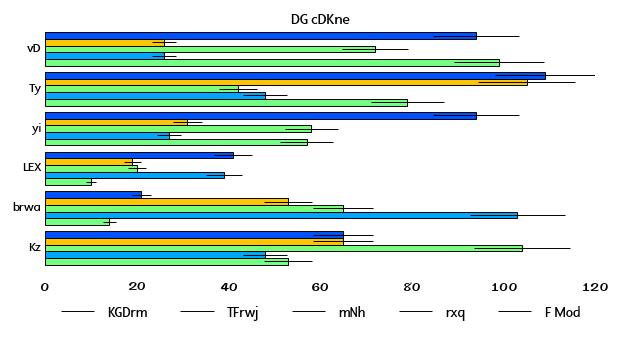 DG cDKne
vD
Ty
yi
LEX
brwa
Kz
0 20 40 60 80 100 120
KGDrm TFrwj mNh rxq F Mod